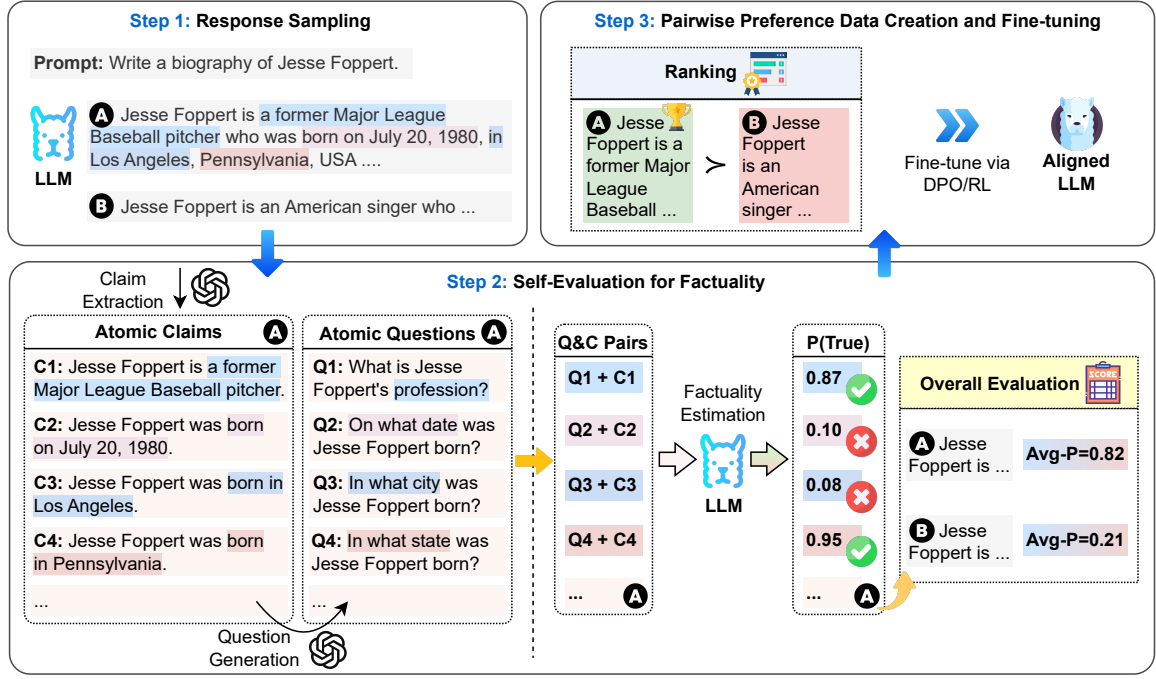 Step 1: Response Sampling
Prompt: Write a biography of Jesse Foppert.
LLM
A Jesse Foppert is a former Major League
Baseball pitcher who was born on July 20, 1980, in
Los Angeles, Pennsylvania, USA ....
B Jesse Foppert is an American singer who ...
Step 3: Pairwise Preference Data Creation and Fine-tuning
Ranking
A Jesse
Foppert is a
former Major
League
Baseball ...
≻
B Jesse
Foppert
is an
American
singer ...
Fine-tune via
DPO/RL
Aligned
LLM
Step 2: Self-Evaluation for Factuality
Claim
Extraction
Atomic Claims A
C1: Jesse Foppert is a former
Major League Baseball pitcher.
C2: Jesse Foppert was born
on July 20, 1980.
C3: Jesse Foppert was born in
Los Angeles.
C4: Jesse Foppert was born
in Pennsylvania.
...
Question
Generation
Atomic Questions A
Q1: What is Jesse
Foppert's profession?
Q2: On what date was
Jesse Foppert born?
Q3: In what city was
Jesse Foppert born?
Q4: In what state was
Jesse Foppert born?
...
Q&C Pairs
Q1 + C1
Q2 + C2
Q3 + C3
Q4 + C4
... A
Factuality
Estimation
LLM
P(True)
0.87
0.10
0.08
0.95
... A
Overall Evaluation
SCORE
A Jesse
Foppert is ...
Avg-P=0.82
B Jesse
Foppert is ...
Avg-P=0.21